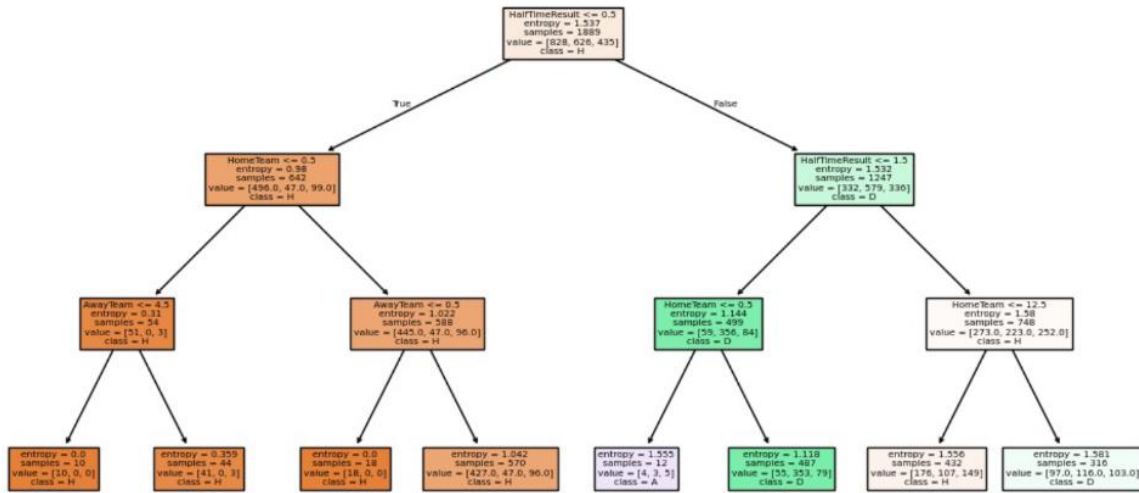 HalfTimeResult <= 0.5
entropy = 1.537
samples = 1889
value = [828, 626, 435]
class = H
True
False
HomeTeam <= 0.5
entropy = 0.98
samples = 642
value = [496.0, 47.0, 99.0]
class = H
HalfTimeResult <= 1.5
entropy = 1.532
samples = 1247
value = [332, 579, 336]
class = D
AwayTeam <= 4.5
entropy = 0.31
samples = 54
value = [51, 0, 3]
class = H
AwayTeam <= 0.5
entropy = 1.022
samples = 588
value = [445.0, 47.0, 96.0]
class = H
HomeTeam <= 0.5
entropy = 1.144
samples = 499
value = [59, 356, 84]
class = D
HomeTeam <= 12.5
entropy = 1.58
samples = 748
value = [273.0, 223.0, 252.0]
class = H
entropy = 0.0
samples = 10
value = [10, 0, 0]
class = H
entropy = 0.359
samples = 44
value = [41, 0, 3]
class = H
entropy = 0.0
samples = 18
value = [18, 0, 0]
class = H
entropy = 1.042
samples = 570
value = [427.0, 47.0, 96.0]
class = H
entropy = 1.555
samples = 12
value = [4, 3, 5]
class = A
entropy = 1.118
samples = 487
value = [55, 353, 79]
class = D
entropy = 1.556
samples = 432
value = [176, 107, 149]
class = H
entropy = 1.581
samples = 316
value = [97.0, 116.0, 103.0]
class = D